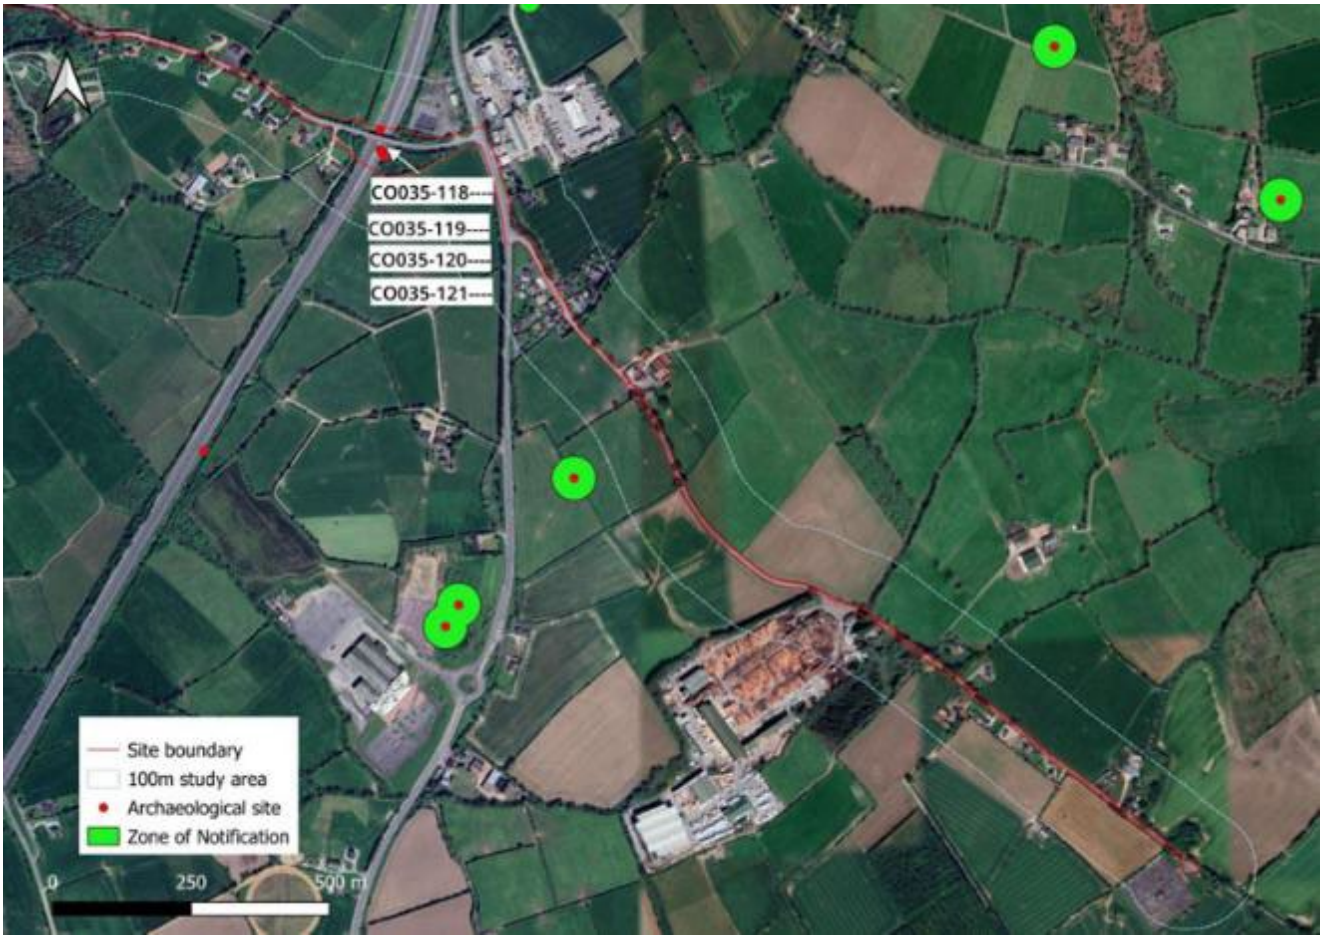 CO035-118----
CO035-119----
CO035-120----
CO035-121----
Site boundary
100m study area
Archaeological site
Zone of Notification
0 250 500 m